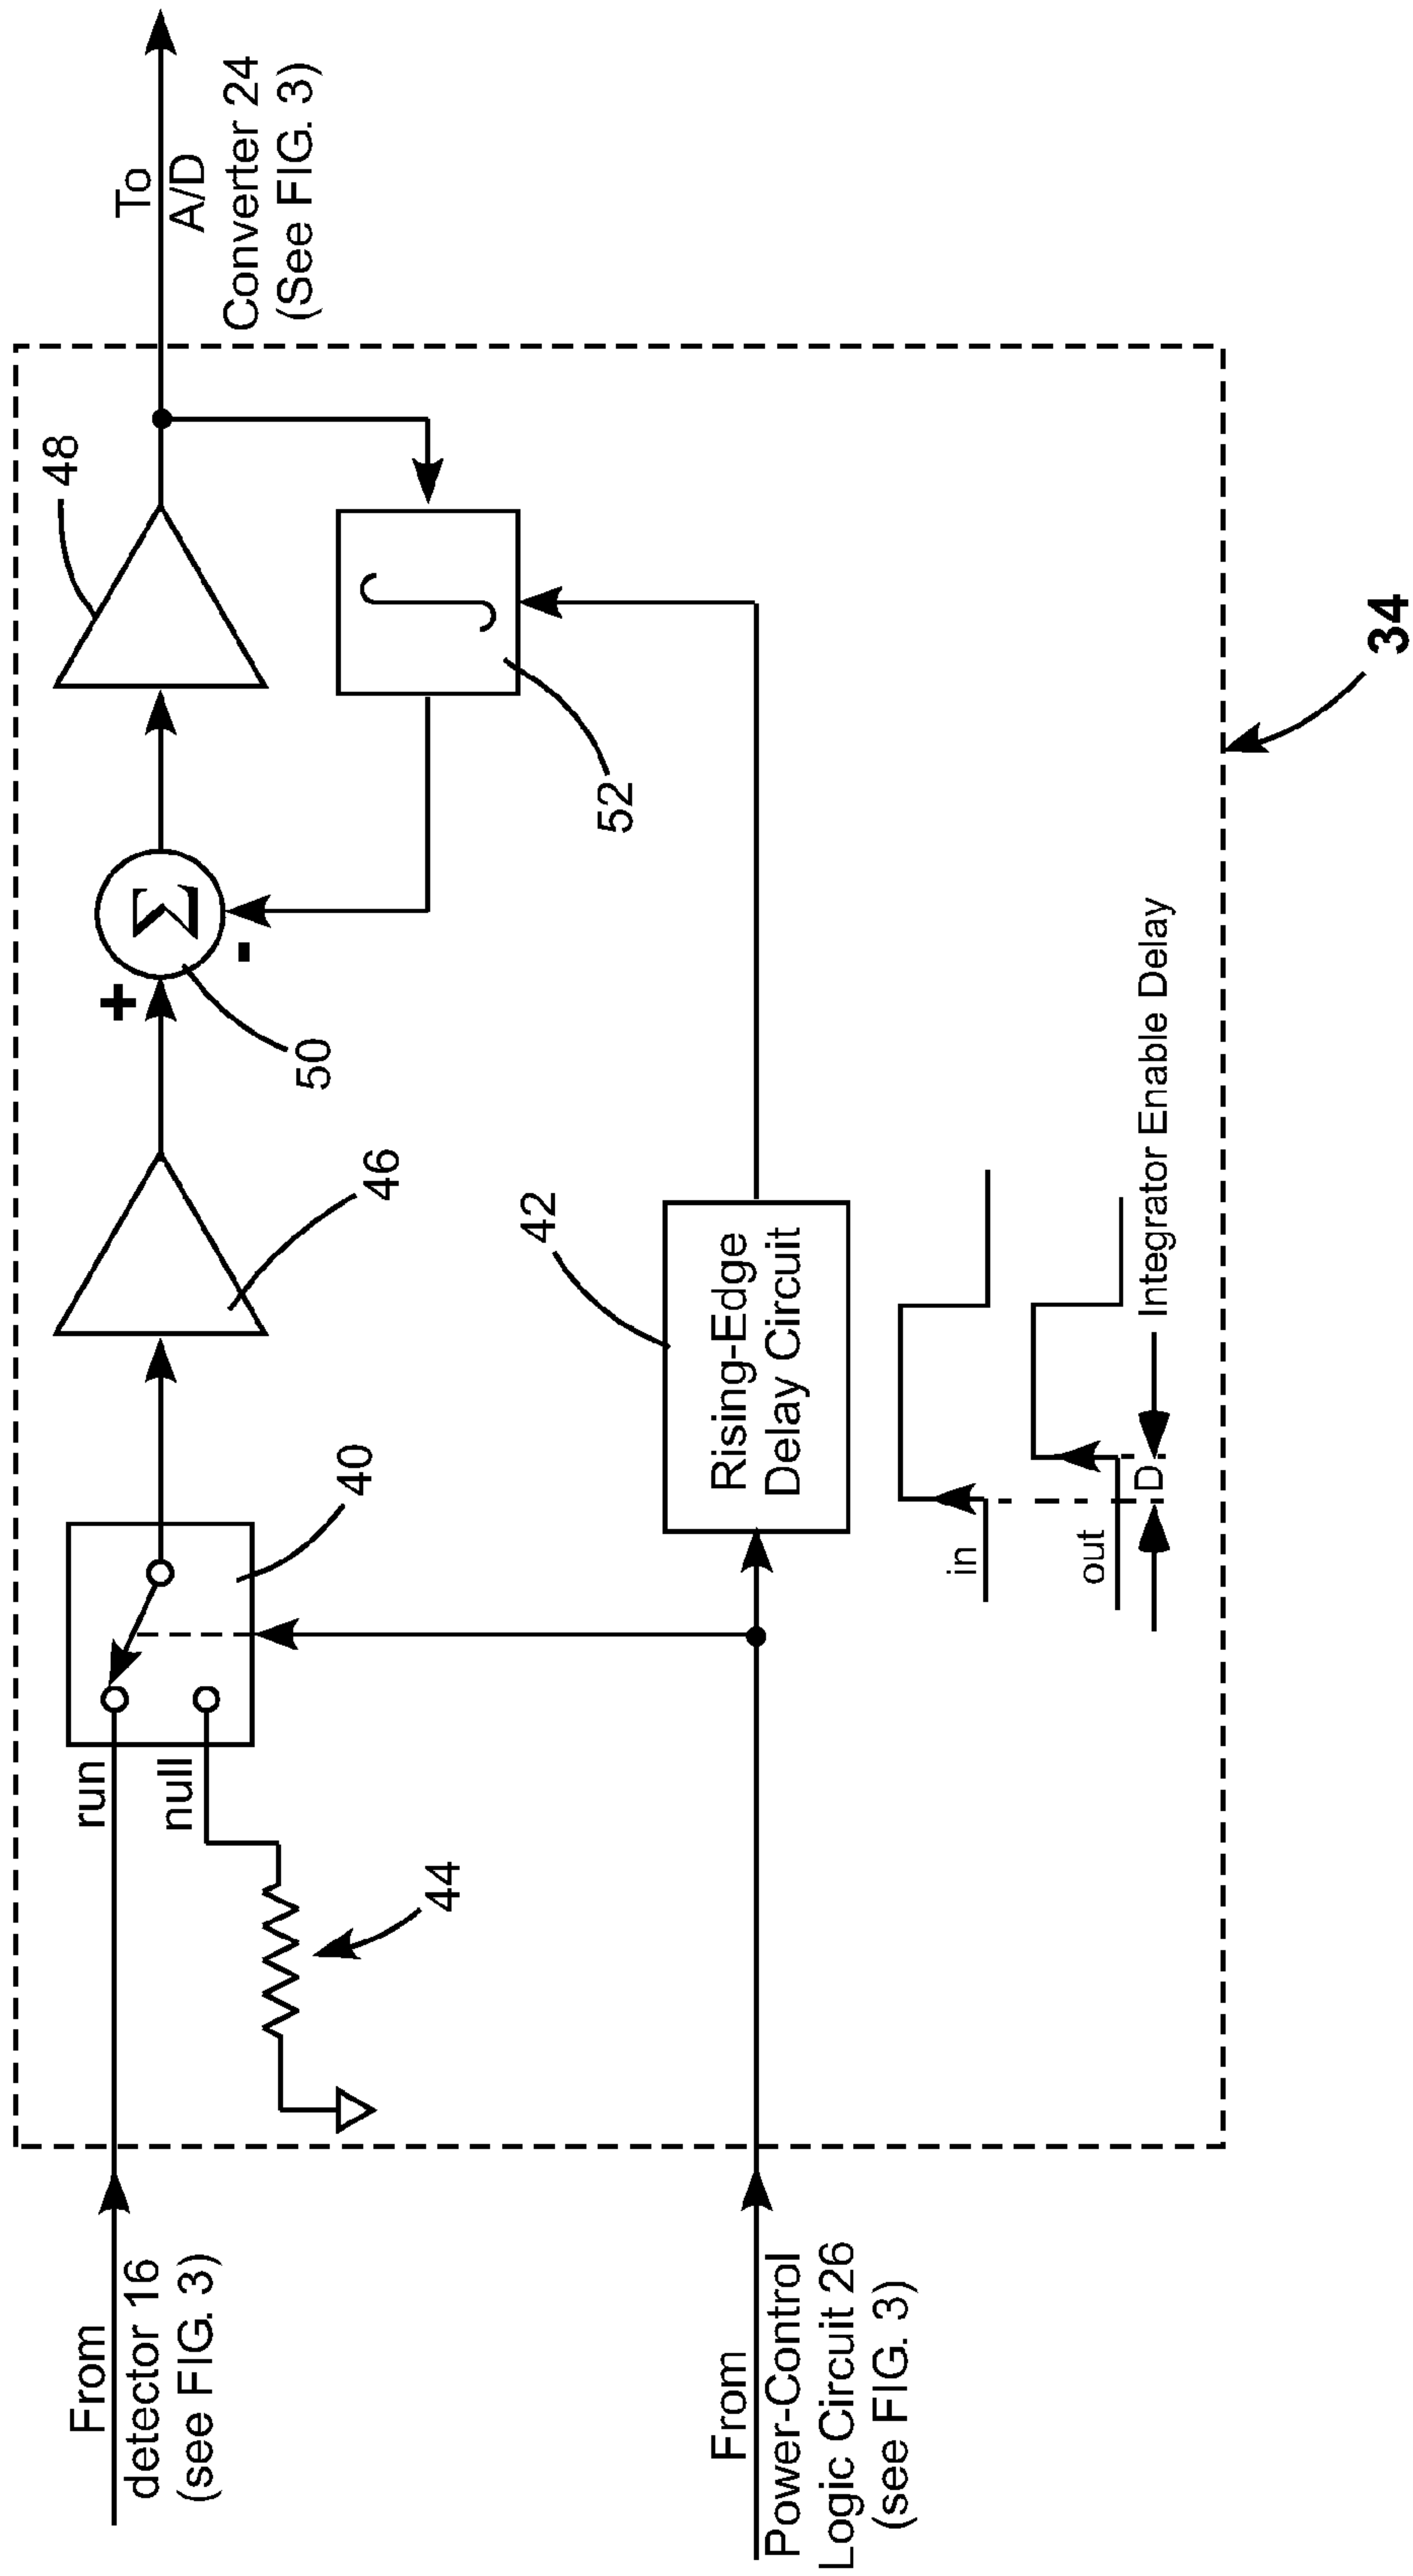 From
detector 16
(see FIG. 3)
run
null
44
40
46
+
-
Σ
50
48
∫
52
To
A/D
Converter 24
(See FIG. 3)
From
Power-Control
Logic Circuit 26
(see FIG. 3)
42
Rising-Edge
Delay Circuit
in
out
D
Integrator Enable Delay
34